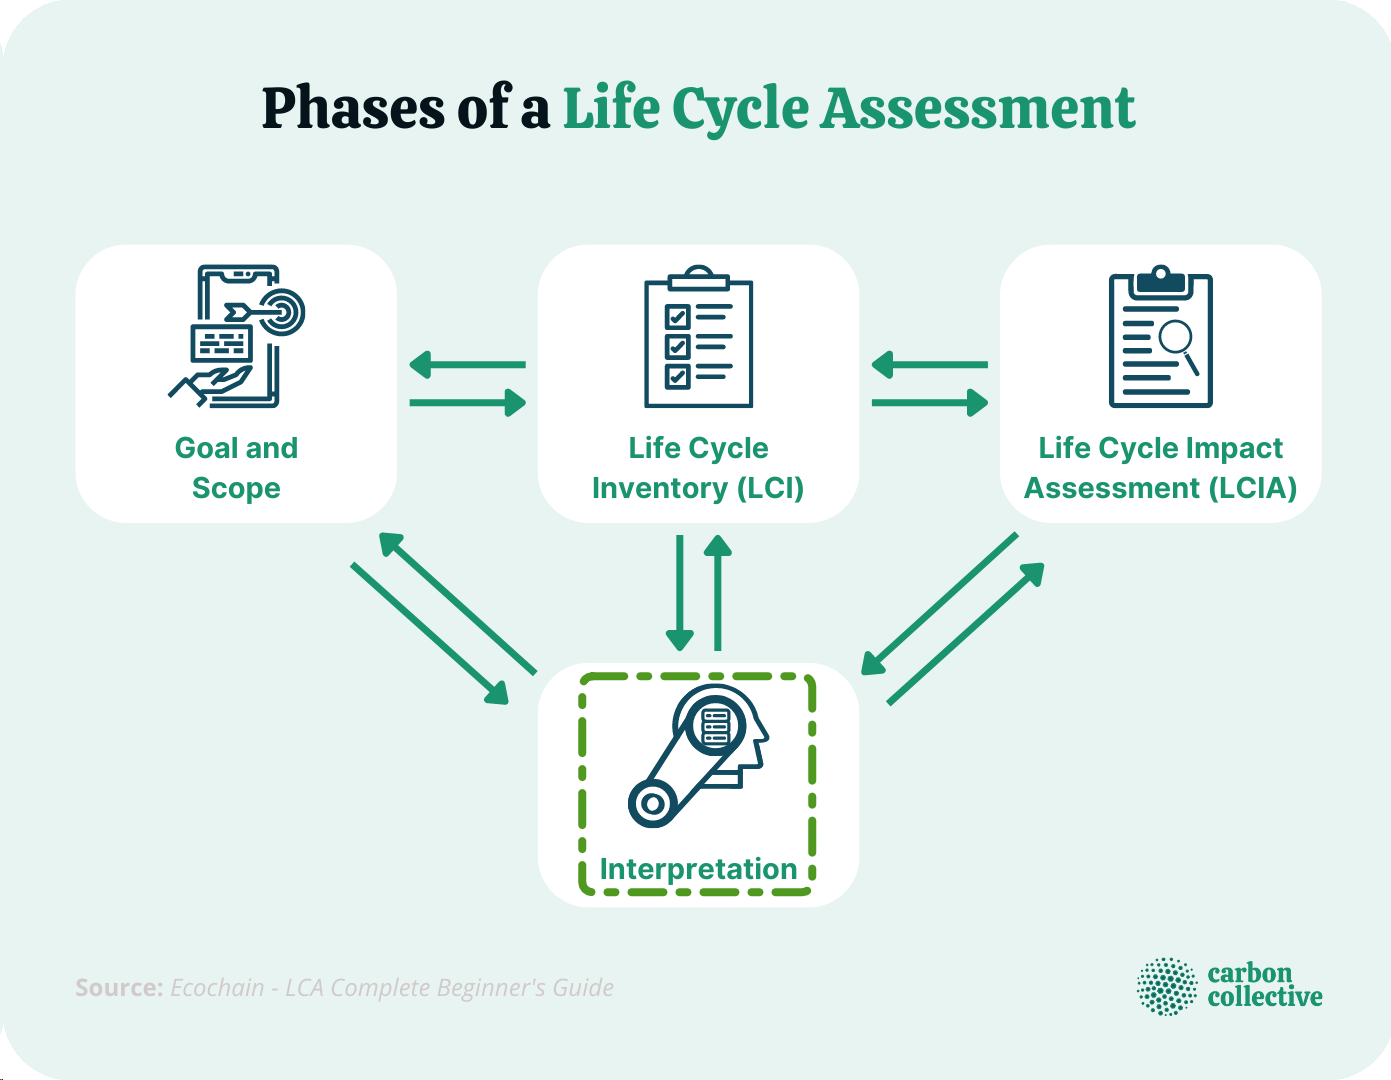 Phases of a Life Cycle Assessment
Goal and
Scope
Life Cycle
Inventory (LCI)
Life Cycle Impact
Assessment (LCIA)
Interpretation
Source: Ecochain - LCA Complete Beginner's Guide
carbon
collective